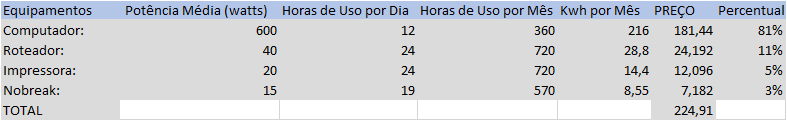 Equipamentos Potência Média (watts) Horas de Uso por Dia Horas de Uso por Mês Kwh por Mês PREÇO Percentual
Computador: 600 12 360 216 181,44 81%
Roteador: 40 24 720 28,8 24,192 11%
Impressora: 20 24 720 14,4 12,096 5%
Nobreak: 15 19 570 8,55 7,182 3%
TOTAL 224,91